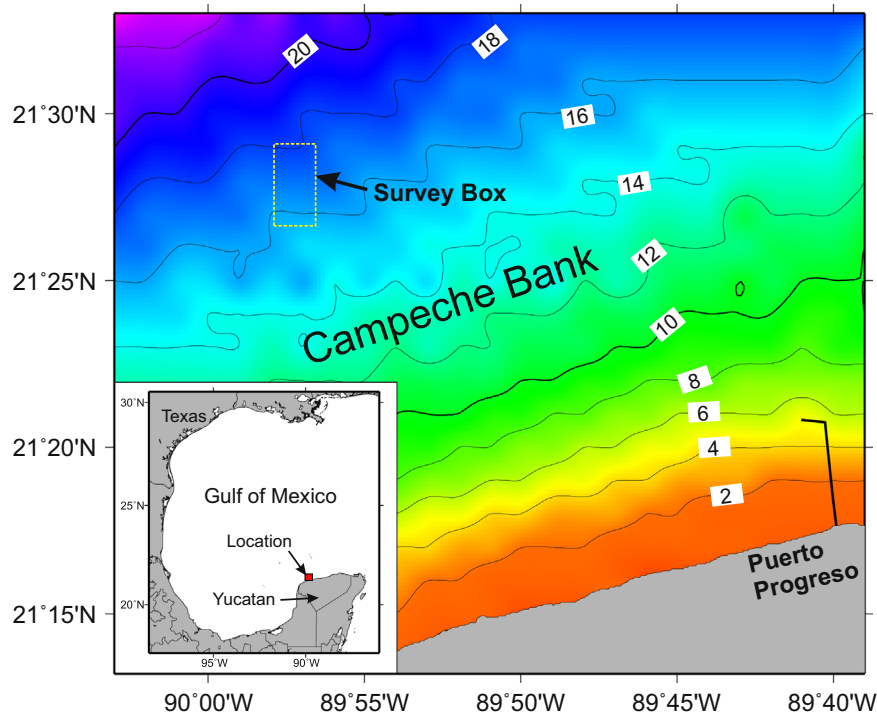 20
18
21°30'N
16
Survey Box
14
12
21°25'N
Campeche Bank
10
8
6
4
2
21°20'N
30°N
Texas
25°N
Gulf of Mexico
Location
Yucatan
20°N
95°W
90°W
Puerto
Progreso
21°15'N
90°00'W
89°55'W
89°50'W
89°45'W
89°40'W